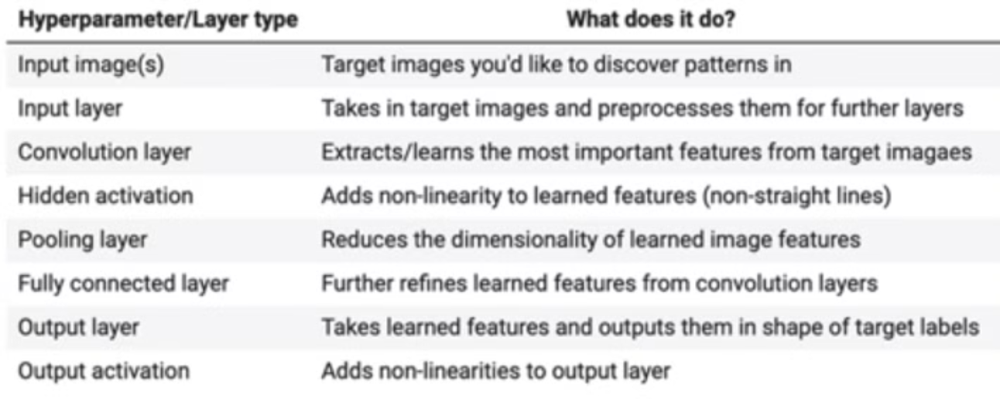 Hyperparameter/Layer type What does it do?
Input image(s) Target images you'd like to discover patterns in
Input layer Takes in target images and preprocesses them for further layers
Convolution layer Extracts/learns the most important features from target imagaes
Hidden activation Adds non-linearity to learned features (non-straight lines)
Pooling layer Reduces the dimensionality of learned image features
Fully connected layer Further refines learned features from convolution layers
Output layer Takes learned features and outputs them in shape of target labels
Output activation Adds non-linearities to output layer